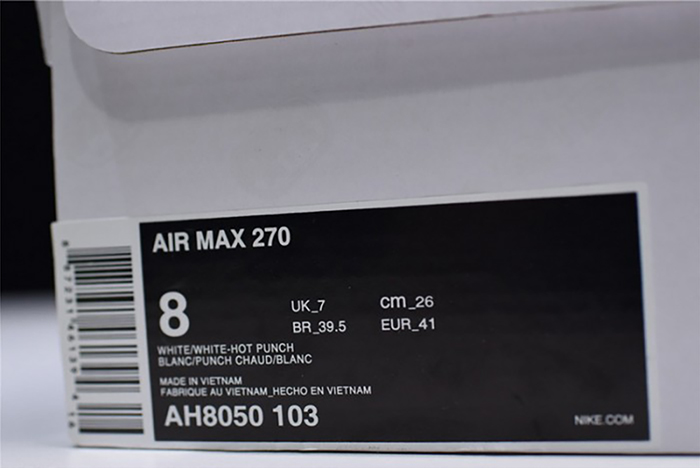 AIR MAX 270
8
UK_7 cm_26
BR_39.5 EUR_41
WHITE/WHITE-HOT PUNCH
BLANC/PUNCH CHAUD/BLANC
MADE IN VIETNAM
FABRIQUE AU VIETNAM_HECHO EN VIETNAM
AH8050 103
NIKE.COM